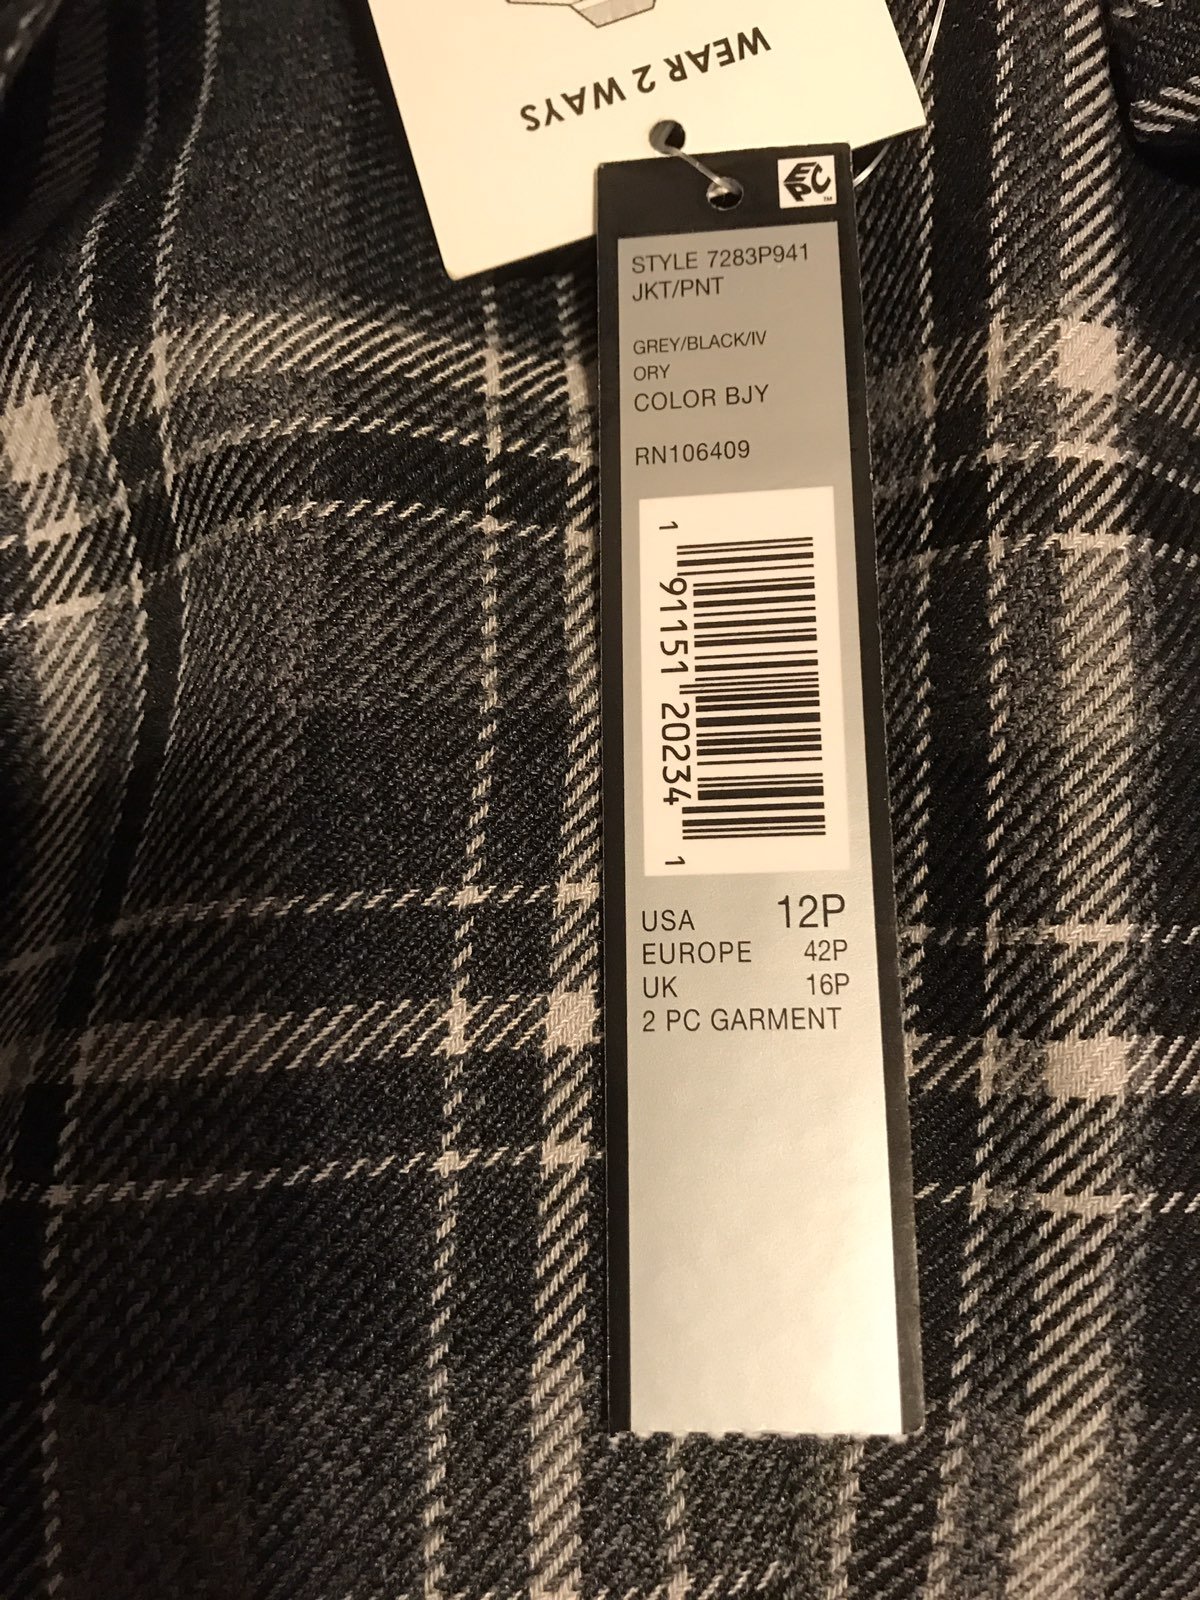 WEAR 2 WAYS
EPC™
STYLE 7283P941
JKT/PNT
GREY/BLACK/IV
ORY
COLOR BJY
RN106409
1 91151 20234 1
USA 12P
EUROPE 42P
UK 16P
2 PC GARMENT